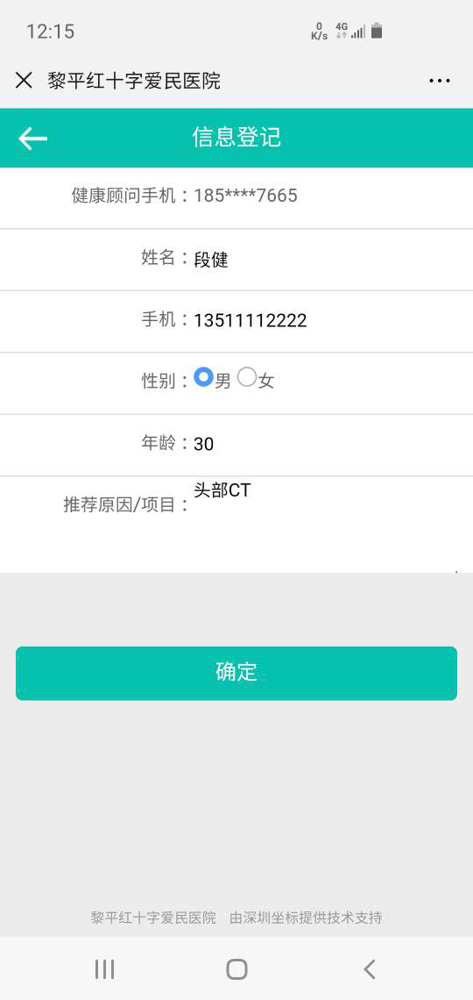 12:15
0
K/s
4G
黎平红十字爱民医院
信息登记
健康顾问手机：185****7665
姓名：段健
手机：13511112222
性别：男 女
年龄：30
推荐原因/项目：头部CT
确定
黎平红十字爱民医院 由深圳坐标提供技术支持